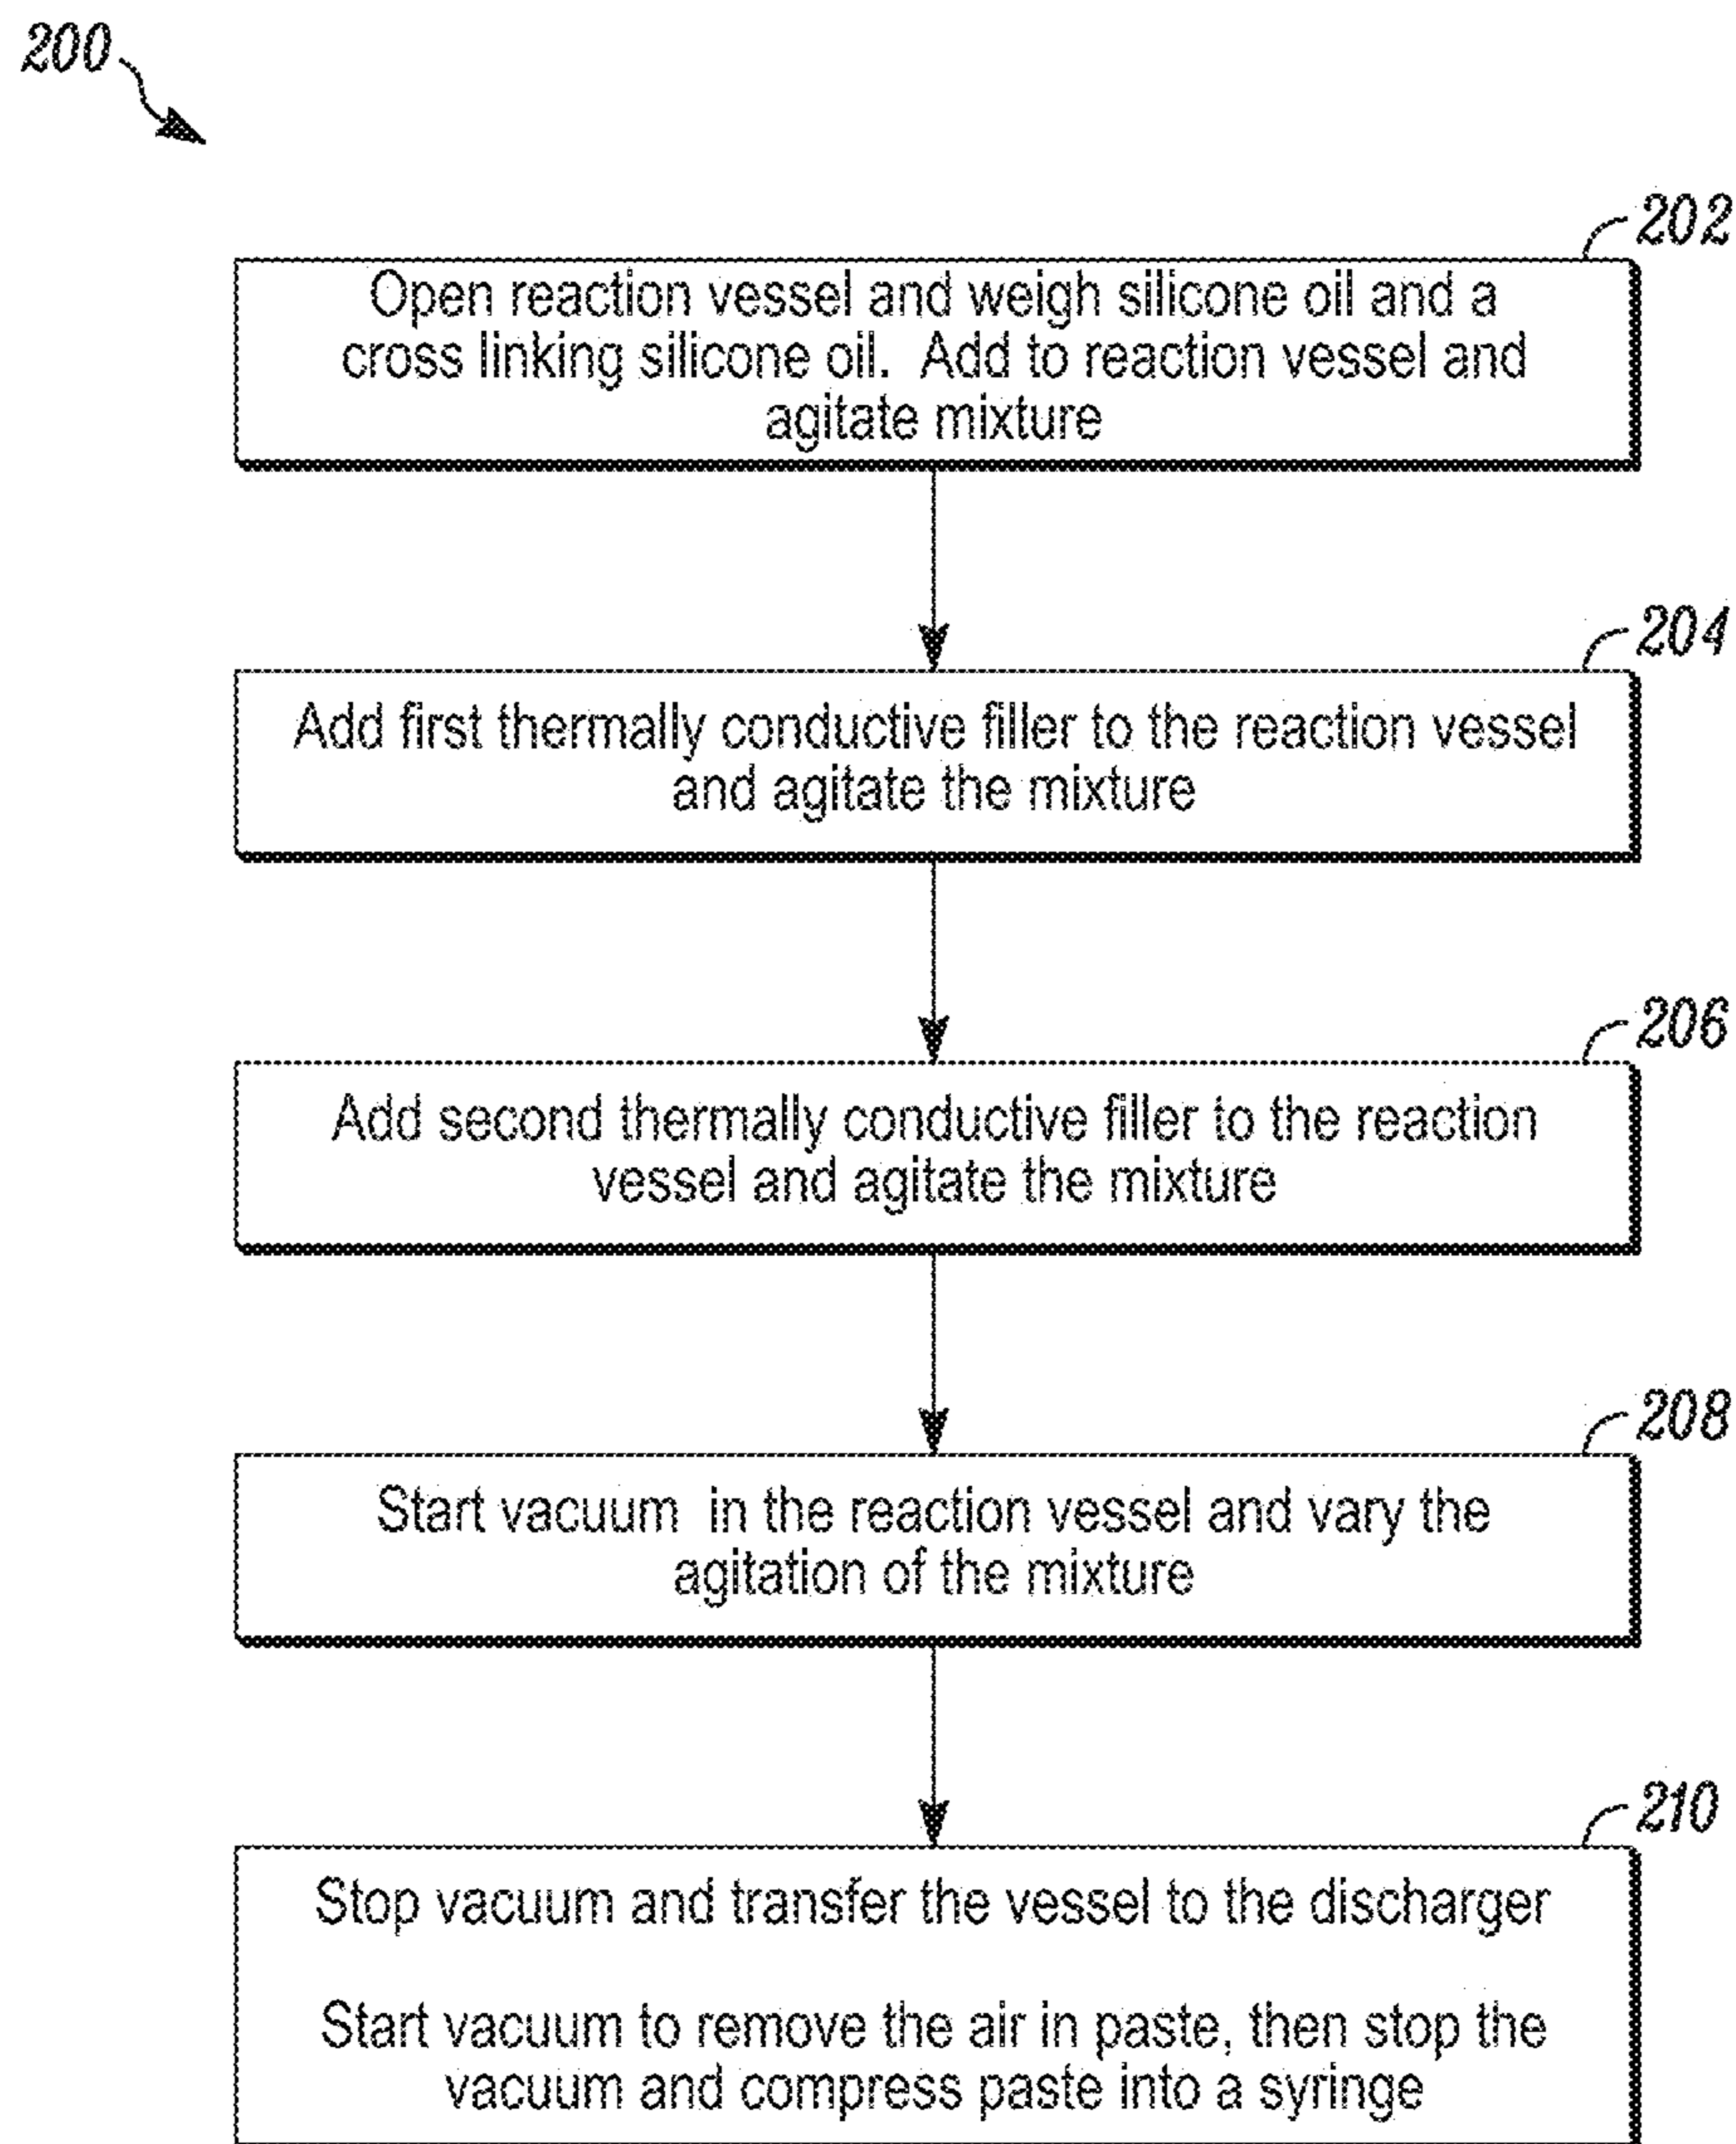 200
202
Open reaction vessel and weigh silicone oil and a
cross linking silicone oil. Add to reaction vessel and
agitate mixture
204
Add first thermally conductive filler to the reaction vessel
and agitate the mixture
206
Add second thermally conductive filler to the reaction
vessel and agitate the mixture
208
Start vacuum in the reaction vessel and vary the
agitation of the mixture
210
Stop vacuum and transfer the vessel to the discharger
Start vacuum to remove the air in paste, then stop the
vacuum and compress paste into a syringe